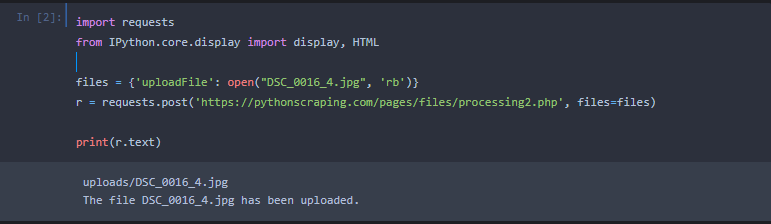 In [2]:
import requests
from IPython.core.display import display, HTML
files = {'uploadFile': open("DSC_0016_4.jpg", 'rb')}
r = requests.post('https://pythonscraping.com/pages/files/processing2.php', files=files)
print(r.text)
uploads/DSC_0016_4.jpg
The file DSC_0016_4.jpg has been uploaded.